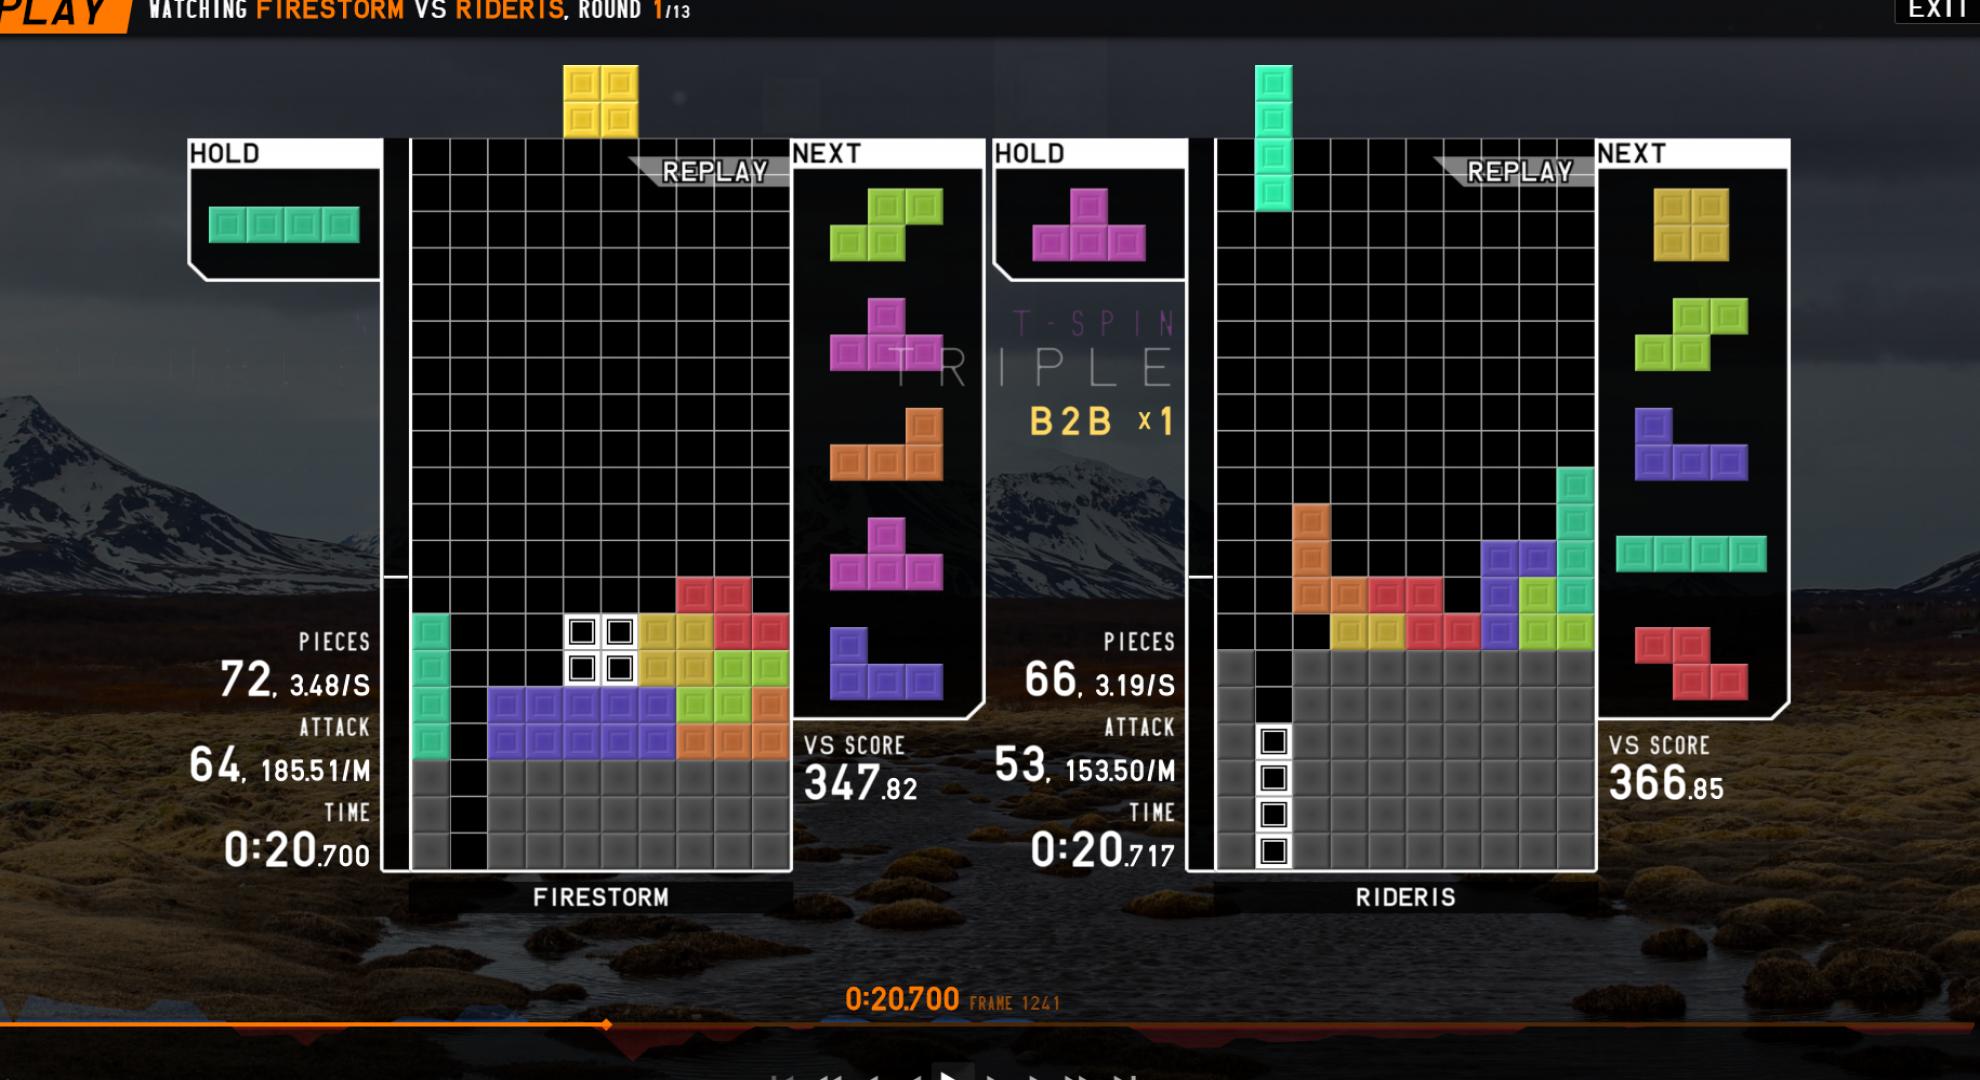 PLAY WATCHING FIRESTORM VS RIDERIS, ROUND 1/13
EXIT
HOLD
REPLAY
NEXT
PIECES
72, 3.48/S
ATTACK
64, 185.51/M
TIME
0:20.700
VS SCORE
347.82
FIRESTORM
HOLD
T-SPIN
TRIPLE
B2B x1
REPLAY
NEXT
PIECES
66, 3.19/S
ATTACK
53, 153.50/M
TIME
0:20.717
VS SCORE
366.85
RIDERIS
0:20.700 FRAME 1241